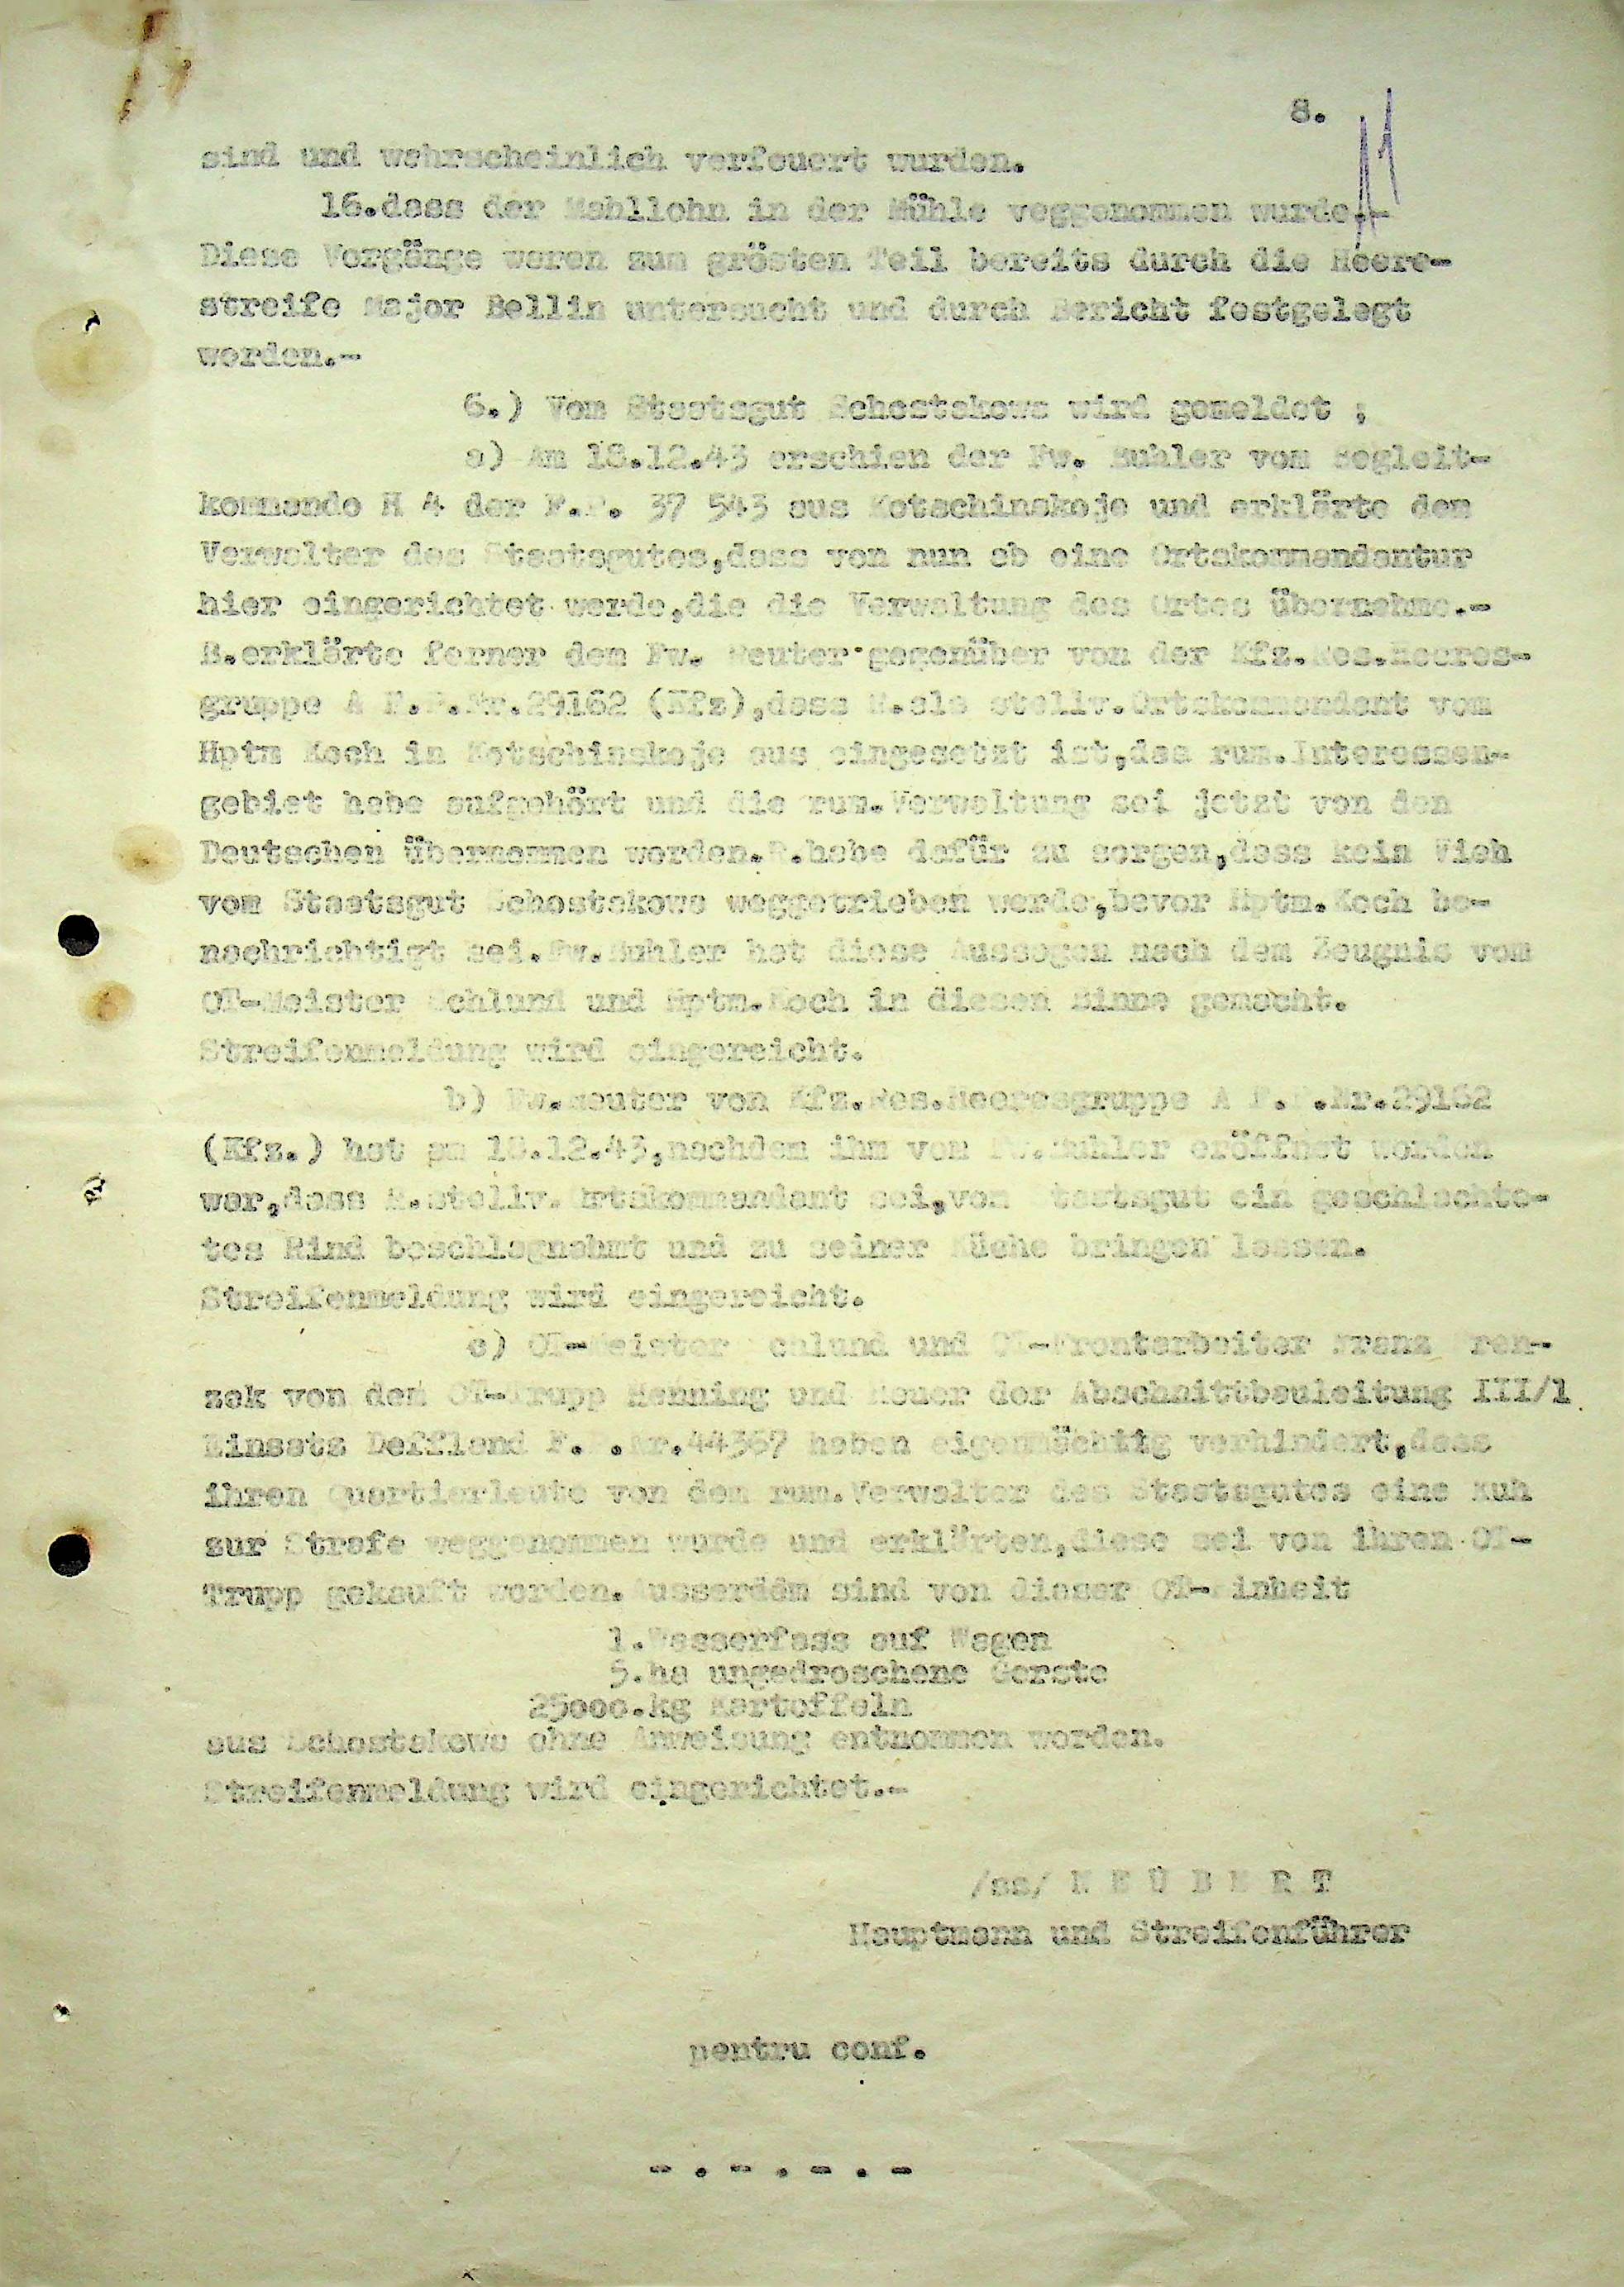 8.
11
sind und wahrscheinlich verfeuert wurden.
16.dass der Mahllohn in der Mühle weggenommen wurde.-
Diese Vorgänge waren zum grösten Teil bereits durch die Heere-
streife Major Bellin untersucht und durch Bericht festgelegt
worden.-
6.) Vom Staatsgut Schostakowo wird gemeldet ;
a) Am 18.12.43 erschien der Fw. Buhler vom Begleit-
kommando H 4 der F.P. 37 543 aus Kotschinskoje und erklärte dem
Verwalter des Staatsgutes,dass von nun ab eine Ortskommandantur
hier eingerichtet werde,die die Verwaltung des Ortes übernehme.-
B.erklärte ferner dem Fw. Reuter gegenüber von der Kfz.Res.Heeres-
gruppe A F.P.Nr.29162 (Kfz),dass R.als stellv.Ortskommandant vom
Hptm Koch in Kotschinskoje aus eingesetzt ist,das rum.Interessen-
gebiet habe aufgehört und die rum.Verwaltung sei jetzt von den
Deutschen übernommen worden.R.habe dafür zu sorgen,dass kein Vieh
vom Staatsgut Schostakowo weggetrieben werde,bevor Hptm.Koch be-
nachrichtigt sei.Fw.Buhler hat diese Aussagen nach dem Zeugnis vom
OT-Meister Schlund und Hptm.Koch in diesen Sinne gemacht.
Streifenmeldung wird eingereicht.
b) Fw.Reuter von Kfz.Res.Heeresgruppe A F.P.Nr.29162
(Kfz.) hat am 18.12.43,nachdem ihm von Fw.Buhler eröffnet worden
war,dass R.stellv.Ortskommandant sei,vom Staatsgut ein geschlachte-
tes Rind beschlagnahmt und zu seiner Küche bringen lassen.
Streifenmeldung wird eingereicht.
c) OT-Meister Schlund und OT-Frontarbeiter Franz ren-
zek von dem OT-Trupp Henning und Heuer der Abschnittbauleitung III/1
Einsatz Deffland F.P.Nr.44367 haben eigenmächtig verhindert,dass
ihren Quartierleute von dem rum.Verwalter des Staatsgutes eine Kuh
zur Strafe weggenommen wurde und erklärten,diese sei von ihren OT-
Trupp gekauft worden.Ausserdem sind von dieser OT-Einheit
1.Wasserfass auf Wagen
5.ha ungedroschene Gerste
25000.kg Kartoffeln
aus Schostakowo ohne Anweisung entnommen worden.
Streifenmeldung wird eingerichtet.-
/ss/ N E Ü B E R T
Hauptmann und Streifenführer
pentru conf.
- . - . - . -